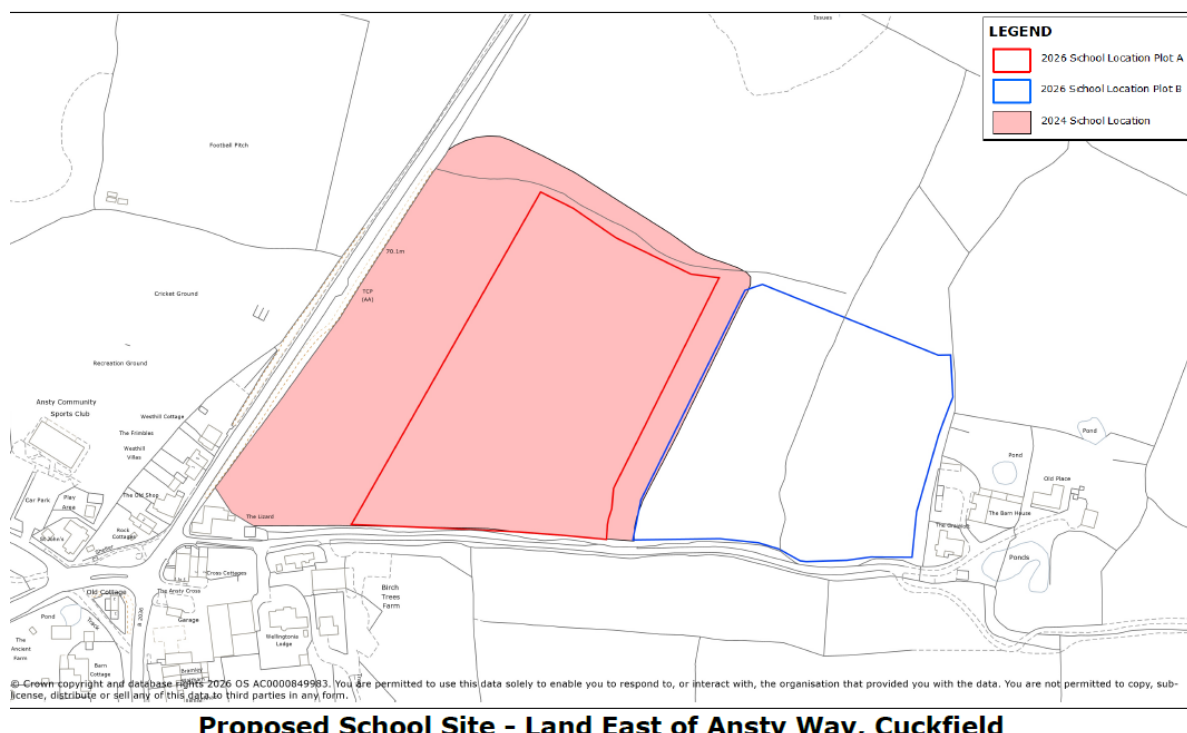 Issues
LEGEND
2026 School Location Plot A
2026 School Location Plot B
2024 School Location
Football Pitch
70.1m
TCP
(AA)
Cricket Ground
Recreation Ground
Ansty Community
Sports Club
Westhill Cottage
The Frimbles
Westhill
Villas
The Old Shop
Car Park
Play
Area
Rock
Cottages
St John's
The Lizard
Pond
Pond
Old Place
The Barn House
Ponds
Cross Cottages
The Ansty Cross
Old Cottage
Birch
Trees
Farm
Garage
Pond
Track
B 2036
Wellingtonia
Lodge
The
Ancient
Farm
Barn
Cottage
© Crown copyright and database rights 2026 OS AC0000849983. You are permitted to use this data solely to enable you to respond to, or interact with, the organisation that provided you with the data. You are not permitted to copy, sub-
license, distribute or sell any of this data to third parties in any form.
Proposed School Site - Land East of Ansty Way, Cuckfield